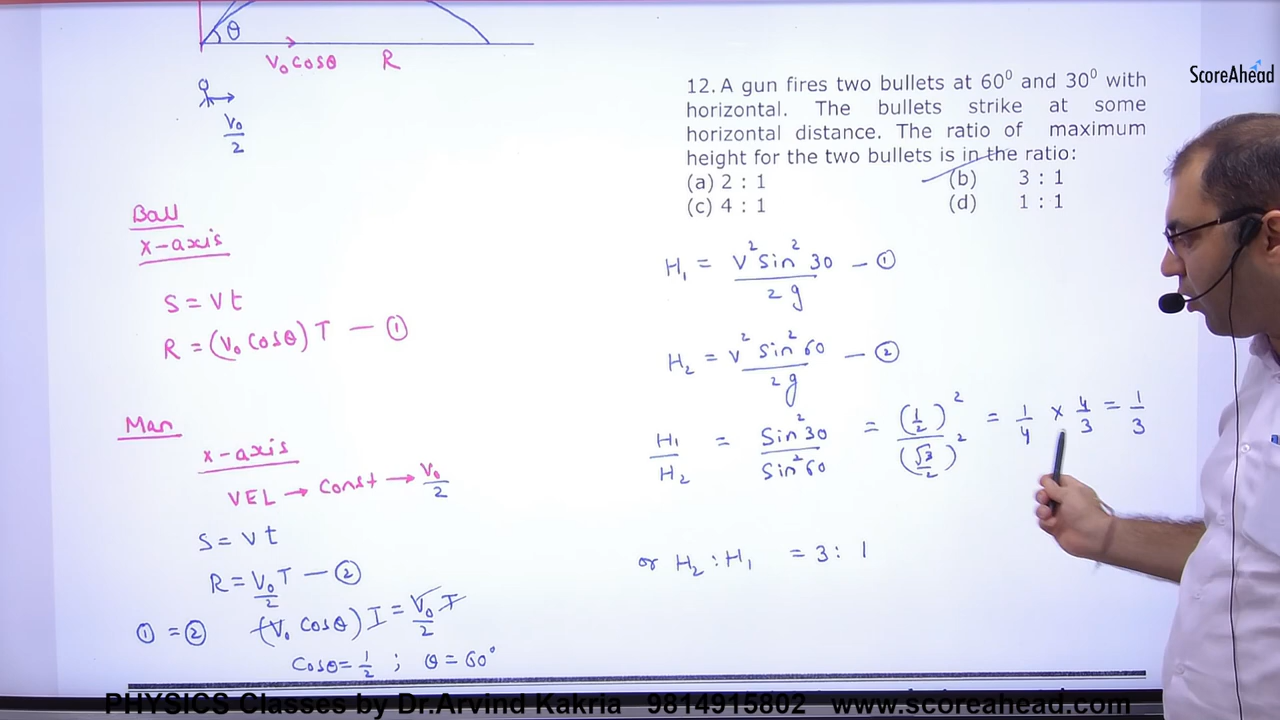 θ
V₀ cosθ R
V₀/2
Ball
x-axis
S = Vt
R = (V₀ Cosθ) T — ①
Man
x-axis
VEL → Const → V₀/2
S = Vt
R = V₀/2 T — ②
① = ② (V₀ Cosθ) T = V₀/2 T
Cosθ = 1/2 ; θ = 60°
ScoreAhead
12. A gun fires two bullets at 60⁰ and 30⁰ with
horizontal. The bullets strike at some
horizontal distance. The ratio of maximum
height for the two bullets is in the ratio:
(a) 2 : 1 (b) 3 : 1
(c) 4 : 1 (d) 1 : 1
H₁ = V² Sin² 30 / 2g — ①
H₂ = V² Sin² 60 / 2g — ②
H₁/H₂ = Sin² 30 / Sin² 60 = (1/2)² / (√3/2)² = 1/4 × 4/3 = 1/3
or H₂ : H₁ = 3 : 1
PHYSICS Classes by Dr.Arvind Kakria 9814915802 www.scoreahead.com